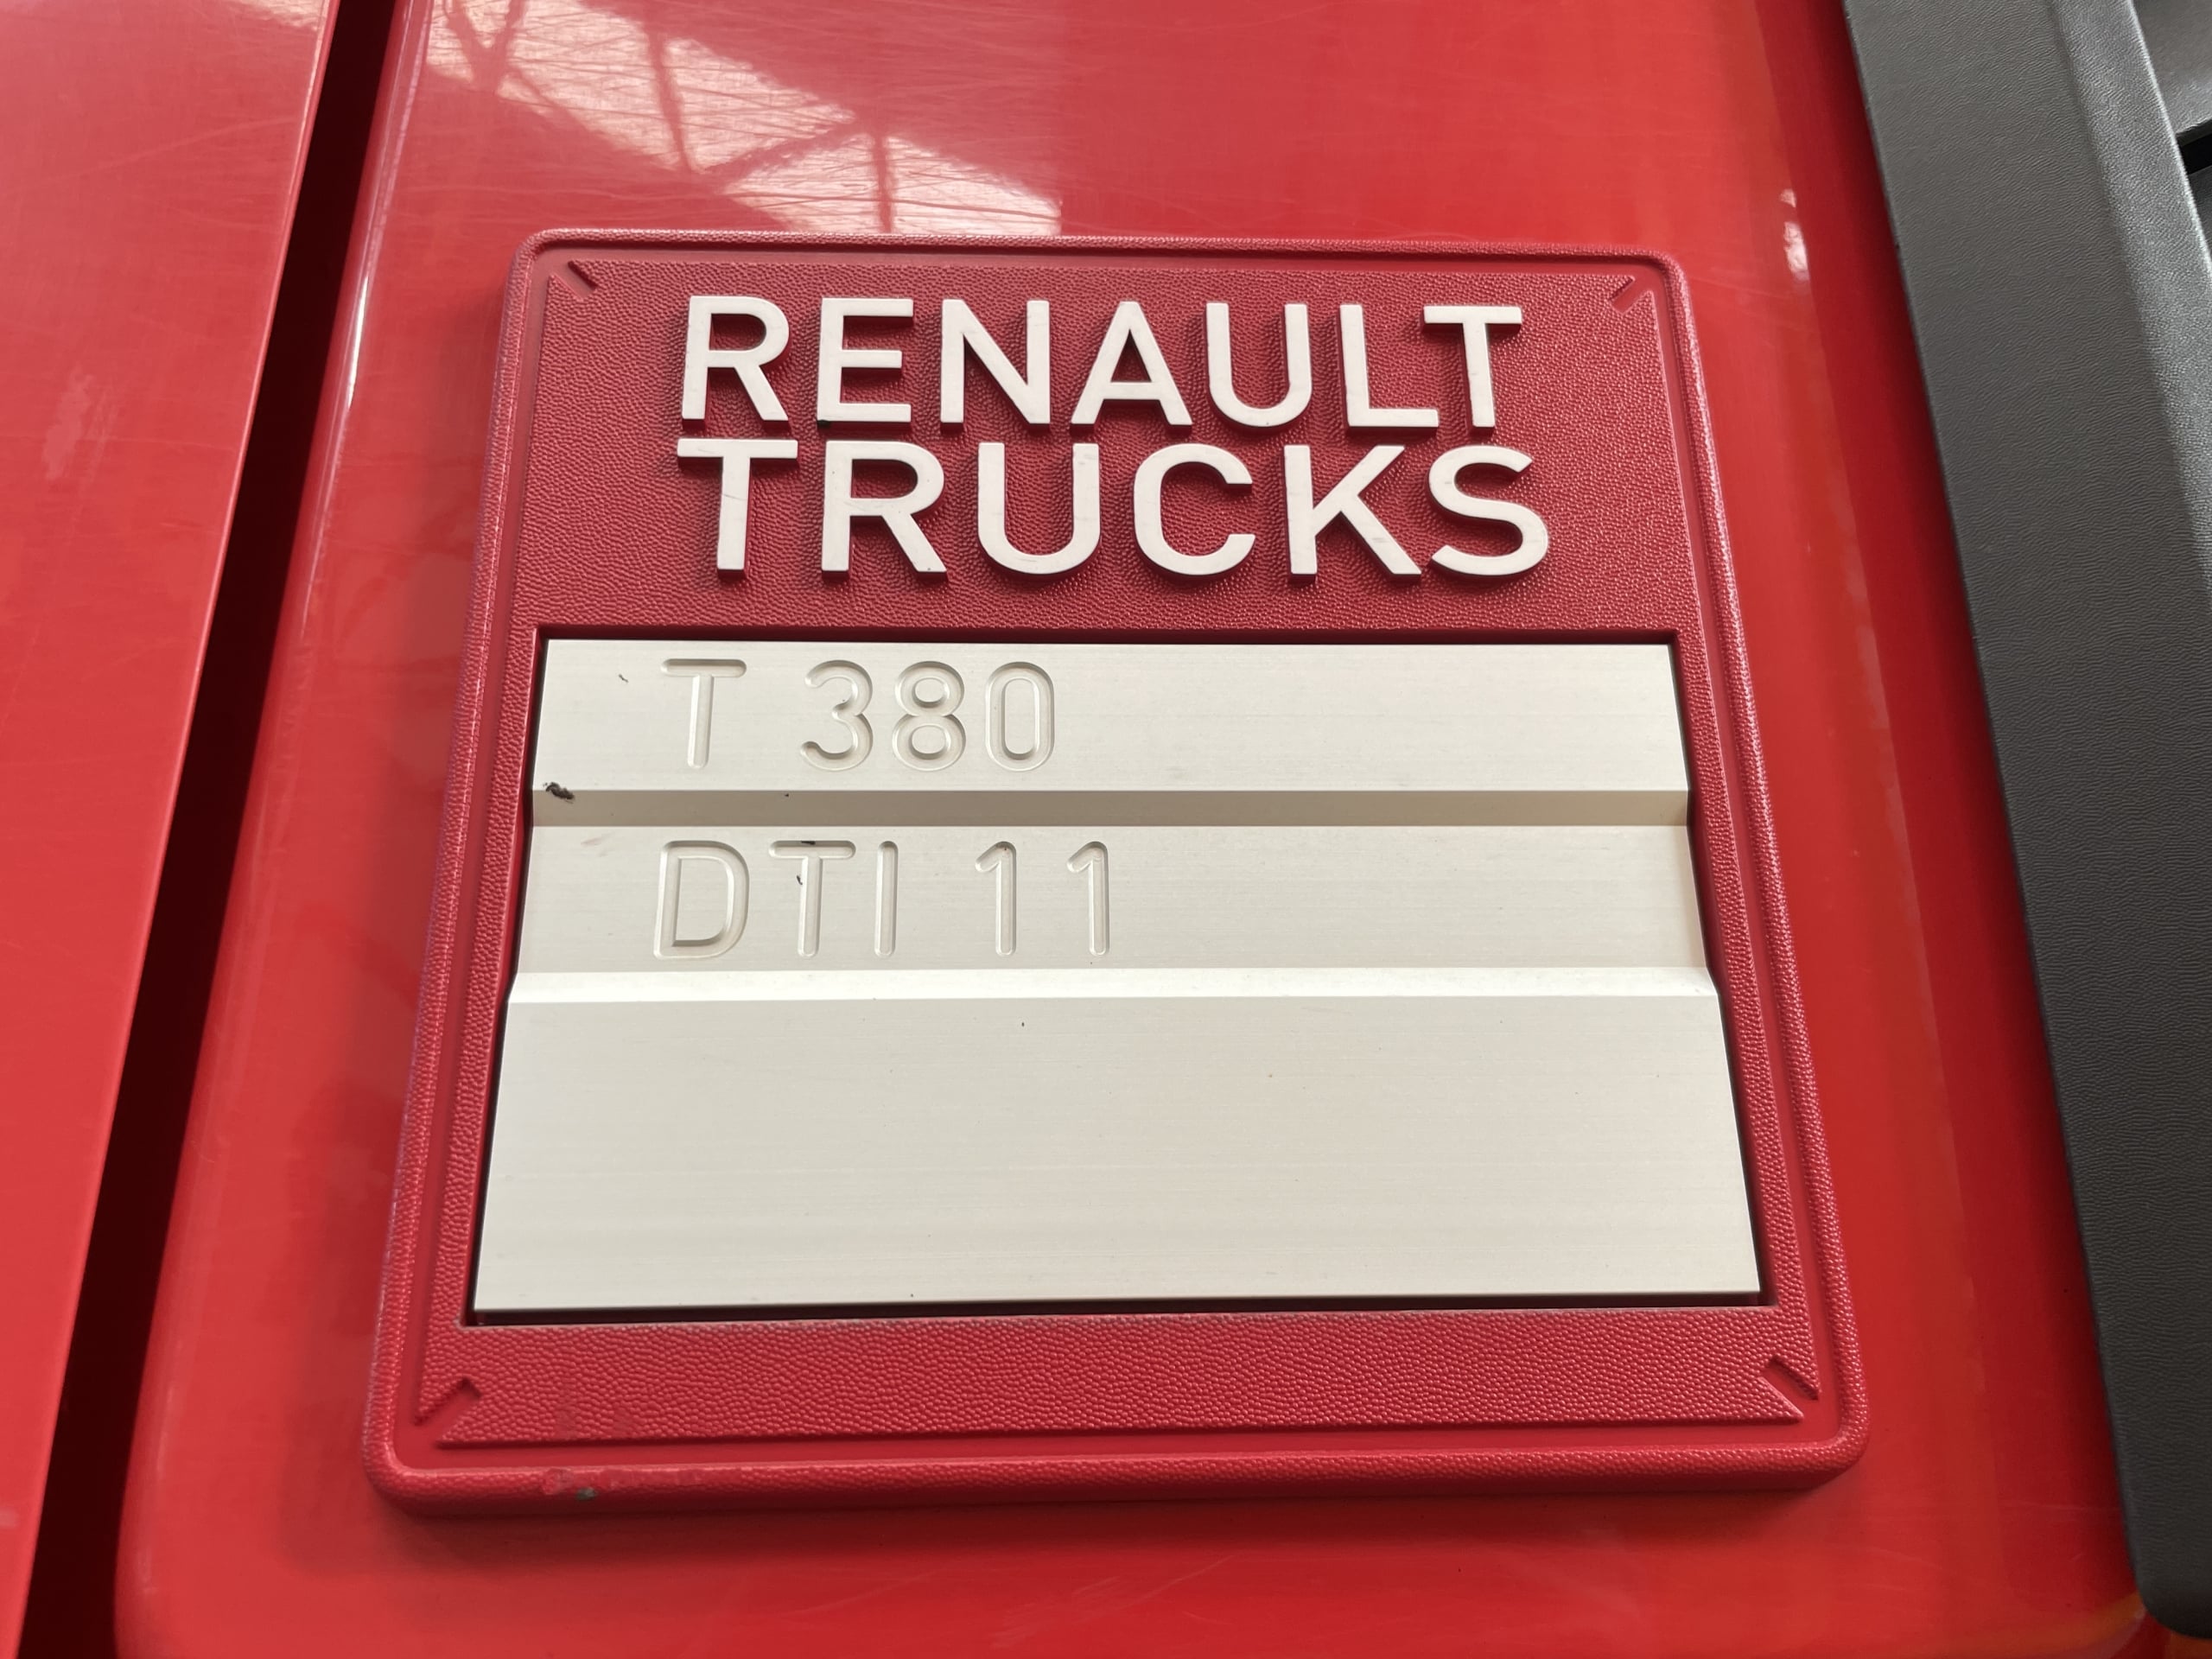 RENAULT
TRUCKS
T 380
DTI 11